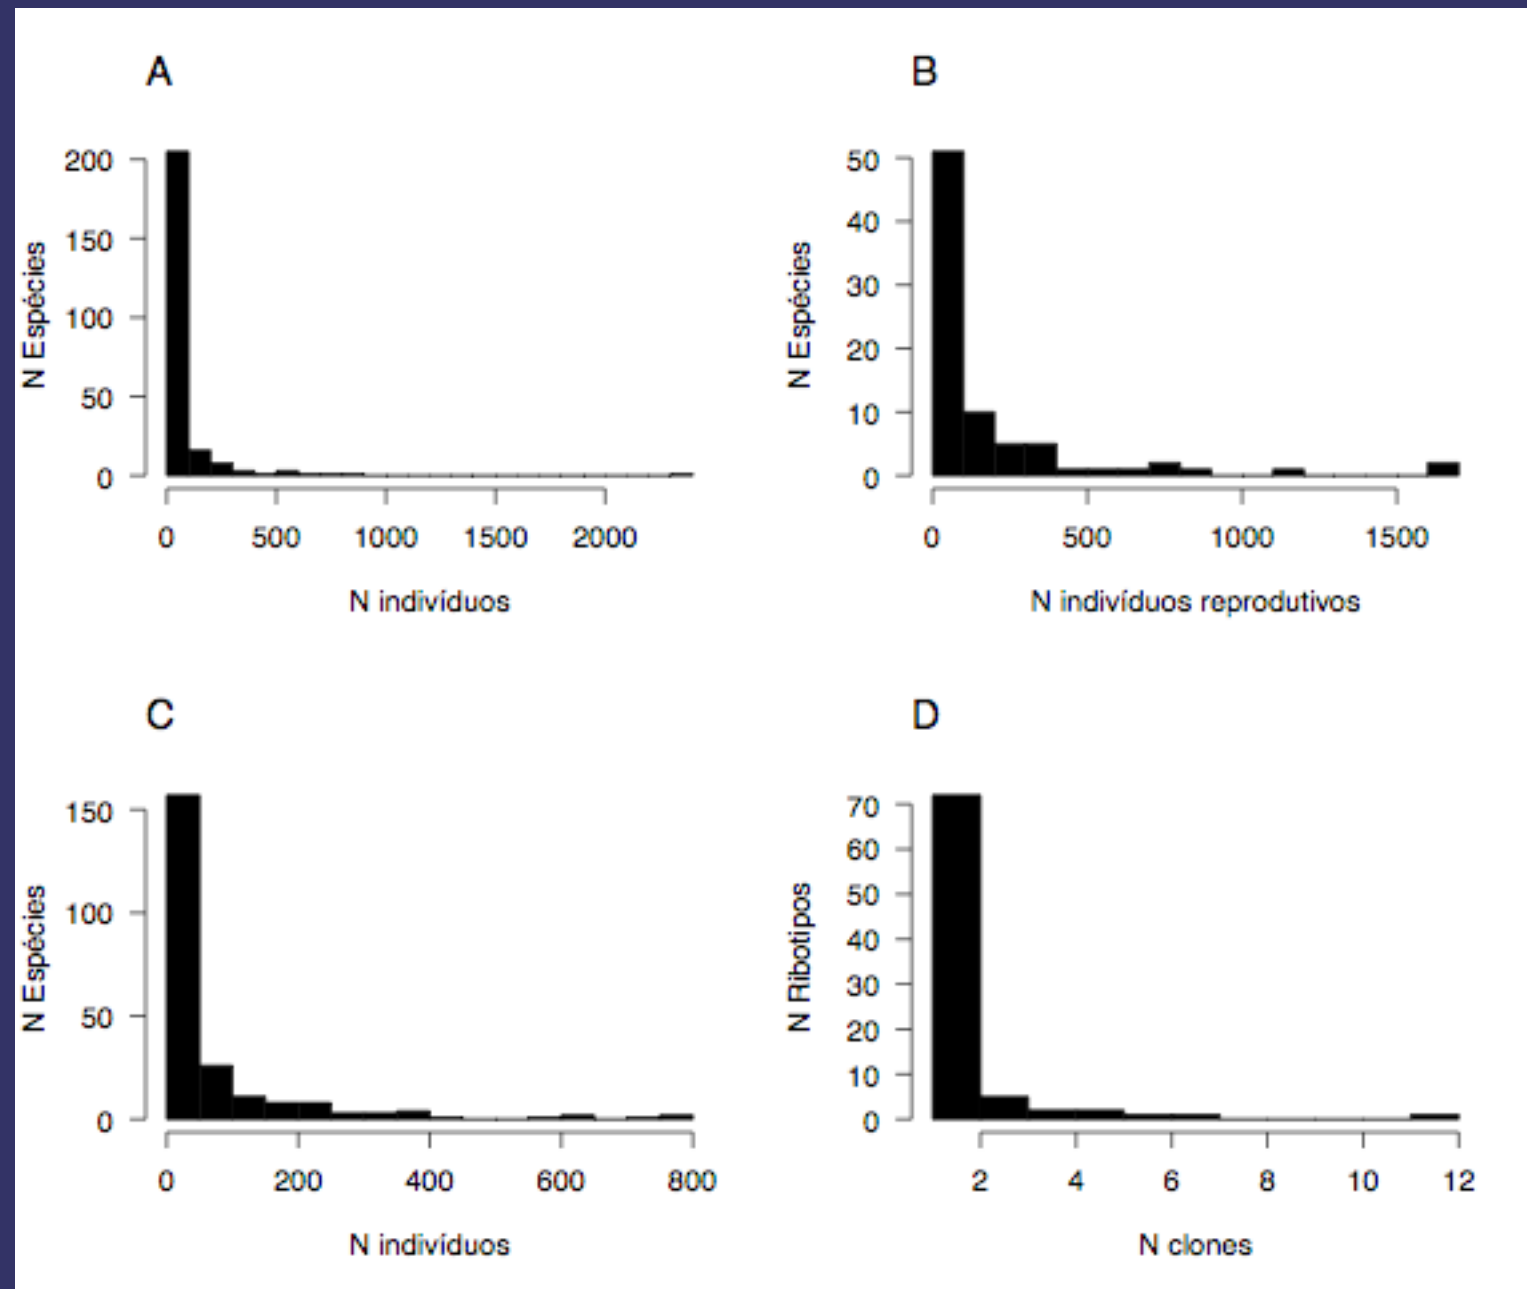 A
N Espécies
200
150
100
50
0
0 500 1000 1500 2000
N indivíduos
B
N Espécies
50
40
30
20
10
0
0 500 1000 1500
N indivíduos reprodutivos
C
N Espécies
150
100
50
0
0 200 400 600 800
N indivíduos
D
N Ribotipos
70
60
50
40
30
20
10
0
2 4 6 8 10 12
N clones